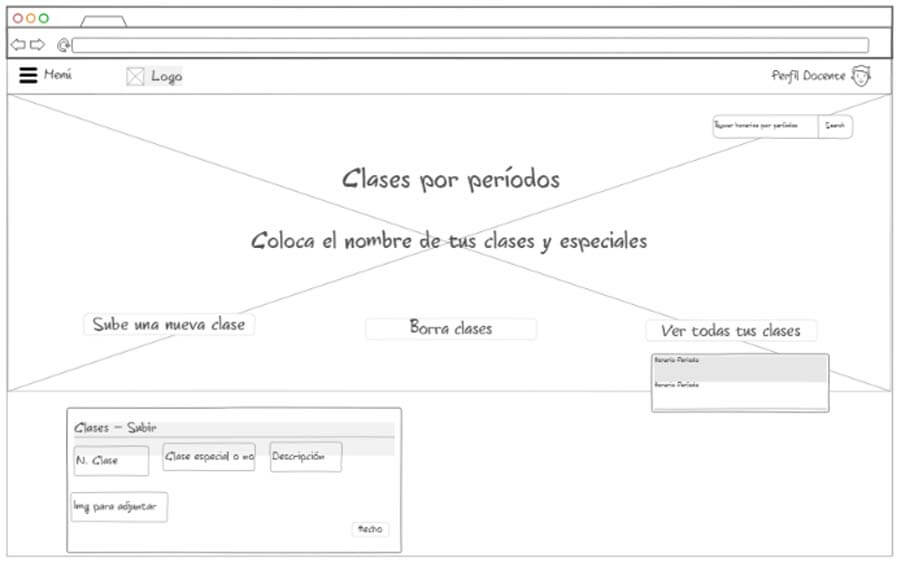 Menú
Logo
Perfil Docente
Buscar horarios por períodos
Search
Clases por períodos
Coloca el nombre de tus clases y especiales
Sube una nueva clase
Borra clases
Ver todas tus clases
Horario Período
Horario Período
Clases - Subir
N. Clase
Clase especial o no
Descripción
Img para adjuntar
Hecho